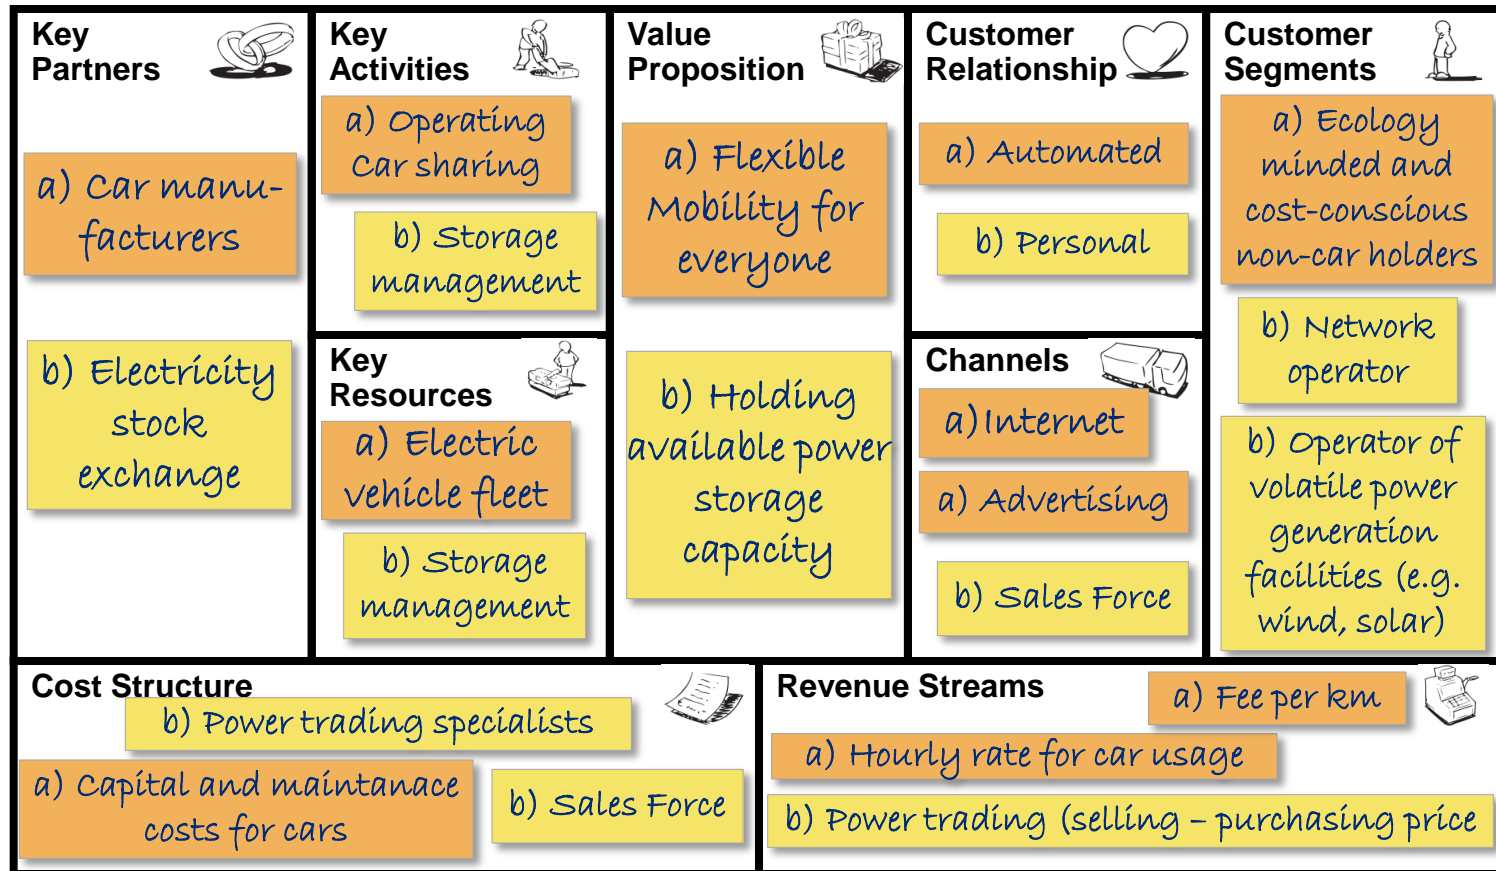 Key
Partners
a) Car manu-
facturers
b) Electricity
stock
exchange
Key
Activities
a) Operating
Car sharing
b) Storage
management
Key
Resources
a) Electric
vehicle fleet
b) Storage
management
Value
Proposition
a) Flexible
Mobility for
everyone
b) Holding
available power
storage
capacity
Customer
Relationship
a) Automated
b) Personal
Channels
a) Internet
a) Advertising
b) Sales Force
Customer
Segments
a) Ecology
minded and
cost-conscious
non-car holders
b) Network
operator
b) Operator of
volatile power
generation
facilities (e.g.
wind, solar)
Cost Structure
b) Power trading specialists
a) Capital and maintanace
costs for cars
b) Sales Force
Revenue Streams
a) Fee per km
a) Hourly rate for car usage
b) Power trading (selling – purchasing price